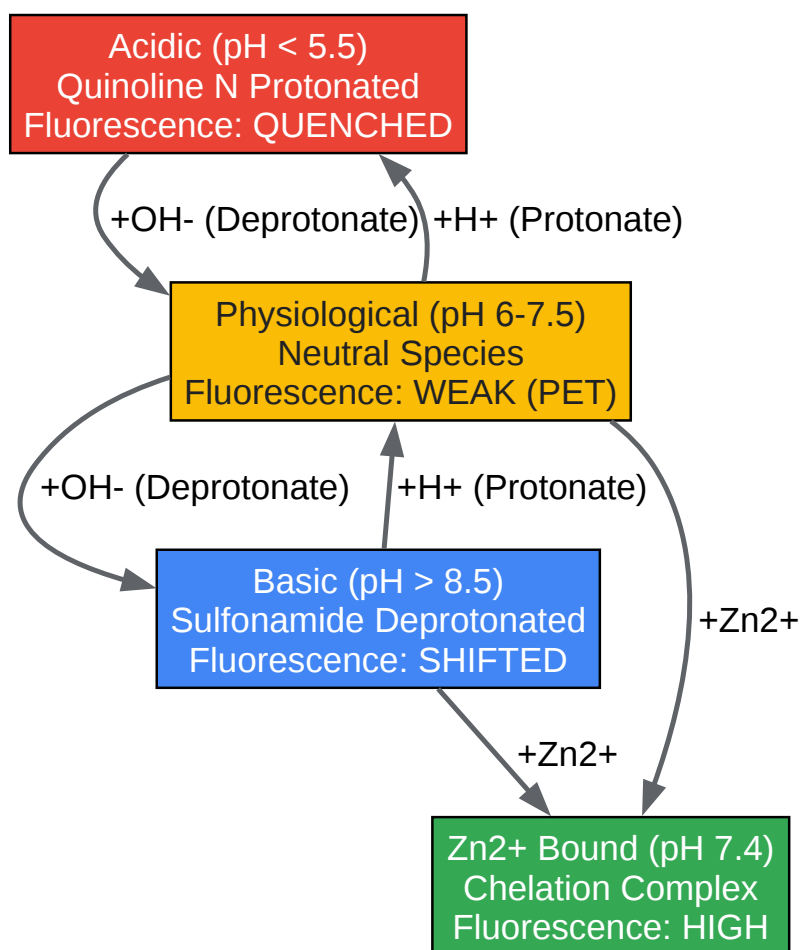 Acidic (pH < 5.5)
Quinoline N Protonated
Fluorescence: QUENCHED
+OH- (Deprotonate)
+H+ (Protonate)
Physiological (pH 6-7.5)
Neutral Species
Fluorescence: WEAK (PET)
+OH- (Deprotonate)
+H+ (Protonate)
Basic (pH > 8.5)
Sulfonamide Deprotonated
Fluorescence: SHIFTED
+Zn2+
+Zn2+
Zn2+ Bound (pH 7.4)
Chelation Complex
Fluorescence: HIGH